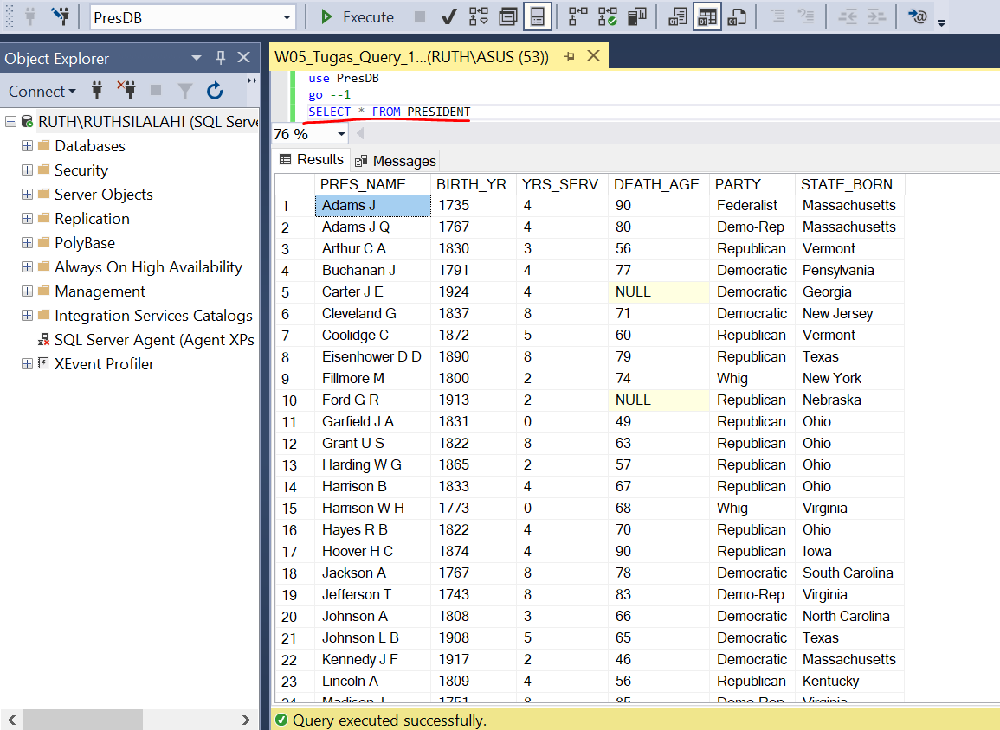 PresDB
Execute
Object Explorer
Connect
RUTH\RUTHSILALAHI (SQL Serve
Databases
Security
Server Objects
Replication
PolyBase
Always On High Availability
Management
Integration Services Catalogs
SQL Server Agent (Agent XPs
XEvent Profiler
W05_Tugas_Query_1...(RUTH\ASUS (53))
use PresDB
go --1
SELECT * FROM PRESIDENT
76 %
Results Messages
PRES_NAME BIRTH_YR YRS_SERV DEATH_AGE PARTY STATE_BORN
1 Adams J 1735 4 90 Federalist Massachusetts
2 Adams J Q 1767 4 80 Demo-Rep Massachusetts
3 Arthur C A 1830 3 56 Republican Vermont
4 Buchanan J 1791 4 77 Democratic Pensylvania
5 Carter J E 1924 4 NULL Democratic Georgia
6 Cleveland G 1837 8 71 Democratic New Jersey
7 Coolidge C 1872 5 60 Republican Vermont
8 Eisenhower D D 1890 8 79 Republican Texas
9 Fillmore M 1800 2 74 Whig New York
10 Ford G R 1913 2 NULL Republican Nebraska
11 Garfield J A 1831 0 49 Republican Ohio
12 Grant U S 1822 8 63 Republican Ohio
13 Harding W G 1865 2 57 Republican Ohio
14 Harrison B 1833 4 67 Republican Ohio
15 Harrison W H 1773 0 68 Whig Virginia
16 Hayes R B 1822 4 70 Republican Ohio
17 Hoover H C 1874 4 90 Republican Iowa
18 Jackson A 1767 8 78 Democratic South Carolina
19 Jefferson T 1743 8 83 Demo-Rep Virginia
20 Johnson A 1808 3 66 Democratic North Carolina
21 Johnson L B 1908 5 65 Democratic Texas
22 Kennedy J F 1917 2 46 Democratic Massachusetts
23 Lincoln A 1809 4 56 Republican Kentucky
24 Madison J 1751 8 85 Demo-Rep Virginia
Query executed successfully.